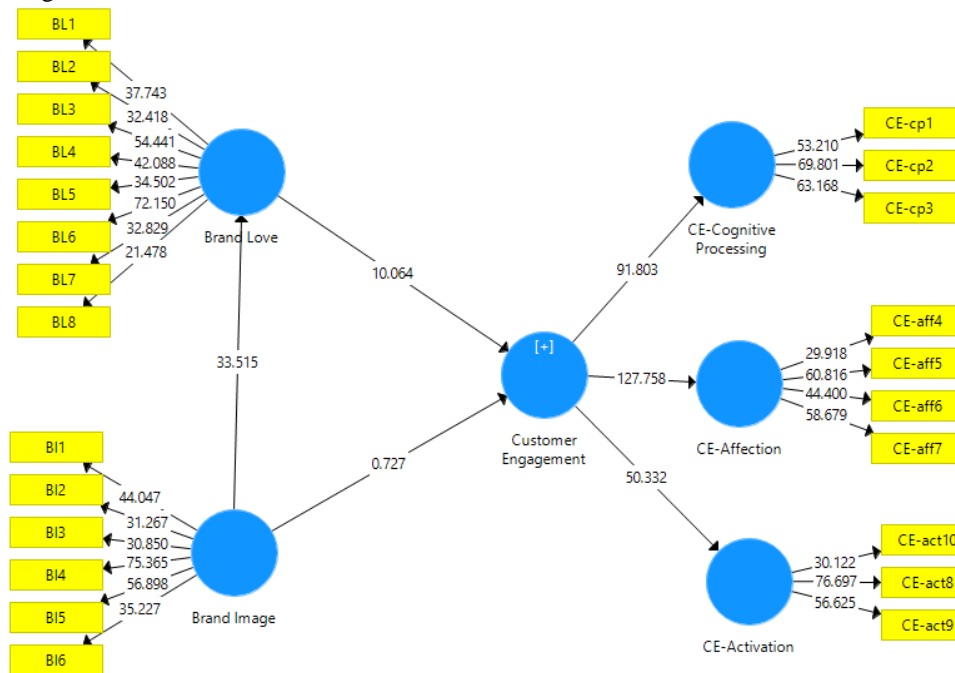 BL1
BL2
BL3
BL4
BL5
BL6
BL7
BL8
37.743
32.418
54.441
42.088
34.502
72.150
32.829
21.478
Brand Love
10.064
33.515
BI1
BI2
BI3
BI4
BI5
BI6
44.047
31.267
30.850
75.365
56.898
35.227
Brand Image
0.727
[+]
Customer
Engagement
91.803
127.758
50.332
CE-Cognitive
Processing
53.210
69.801
63.168
CE-cp1
CE-cp2
CE-cp3
CE-Affection
29.918
60.816
44.400
58.679
CE-aff4
CE-aff5
CE-aff6
CE-aff7
CE-Activation
30.122
76.697
56.625
CE-act10
CE-act8
CE-act9